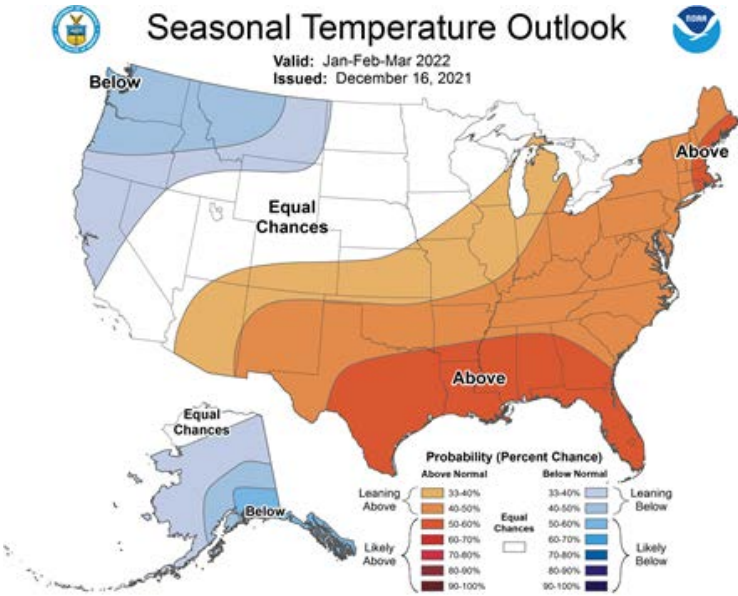 Seasonal Temperature Outlook
NOAA
Valid: Jan-Feb-Mar 2022
Issued: December 16, 2021
Below
Above
Equal
Chances
Above
Equal
Chances
Below
Probability (Percent Chance)
Above Normal
Below Normal
Leaning
Above
33-40%
40-50%
Likely
Above
50-60%
60-70%
70-80%
80-90%
90-100%
Equal
Chances
33-40%
40-50%
Leaning
Below
50-60%
60-70%
70-80%
80-90%
90-100%
Likely
Below